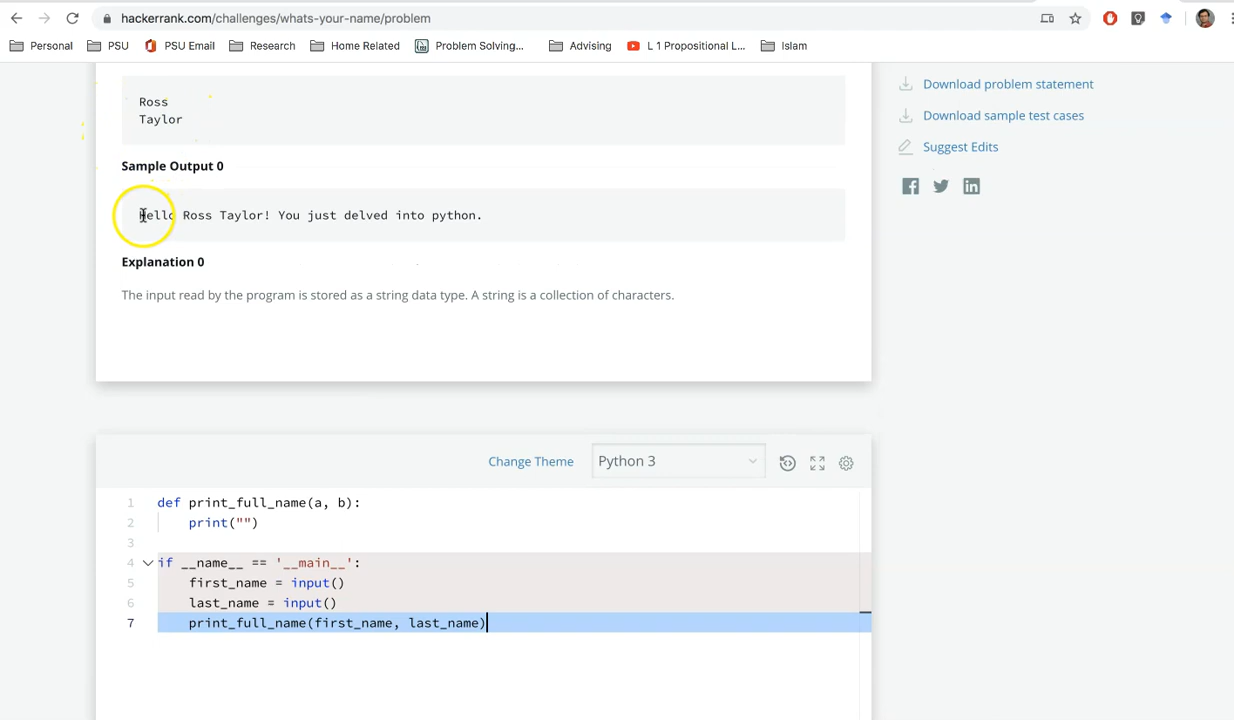 hackerrank.com/challenges/whats-your-name/problem
Personal PSU PSU Email Research Home Related Problem Solving... Advising L 1 Propositional L... Islam
Ross
Taylor
Sample Output 0
Hello Ross Taylor! You just delved into python.
Explanation 0
The input read by the program is stored as a string data type. A string is a collection of characters.
Download problem statement
Download sample test cases
Suggest Edits
Change Theme Python 3
1 def print_full_name(a, b):
2 print("")
3
4 if __name__ == '__main__':
5 first_name = input()
6 last_name = input()
7 print_full_name(first_name, last_name)